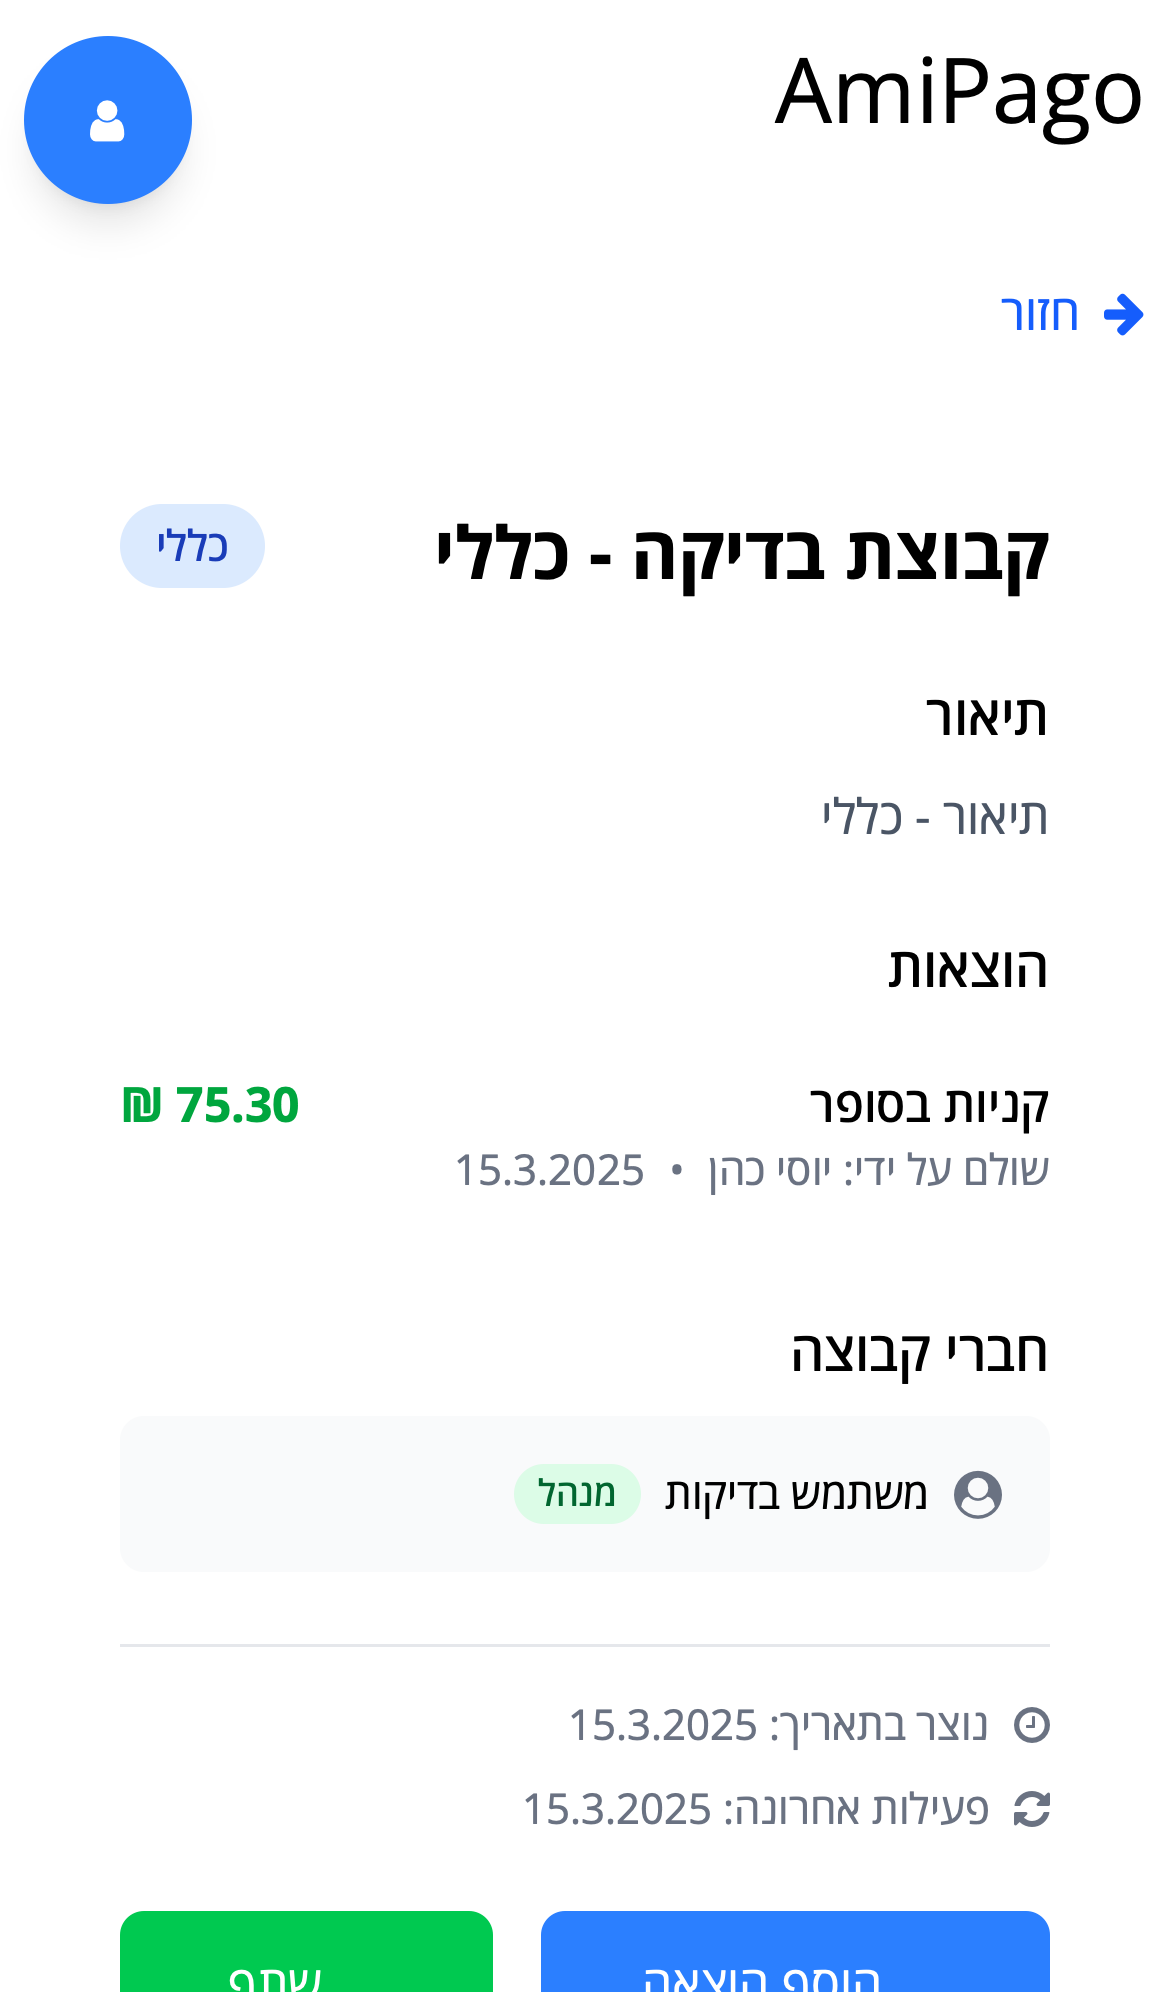 AmiPago
חזור
קבוצת בדיקה - כללי
כללי
תיאור
תיאור - כללי
הוצאות
קניות בסופר
75.30 ₪
שולם על ידי: יוסי כהן • 15.3.2025
חברי קבוצה
משתמש בדיקות
מנהל
נוצר בתאריך: 15.3.2025
פעילות אחרונה: 15.3.2025
הוסף הוצאה
שתף